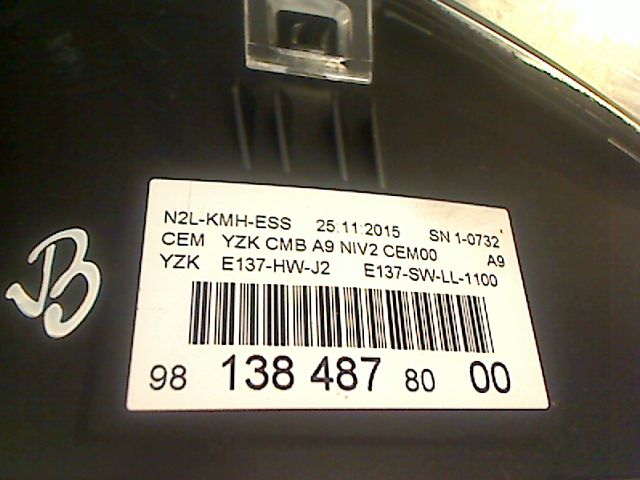 N2L-KMH-ESS 25.11.2015 SN 1-0732
CEM YZK CMB A9 NIV2 CEM00 A9
YZK E137-HW-J2 E137-SW-LL-1100
98 138 487 80 00